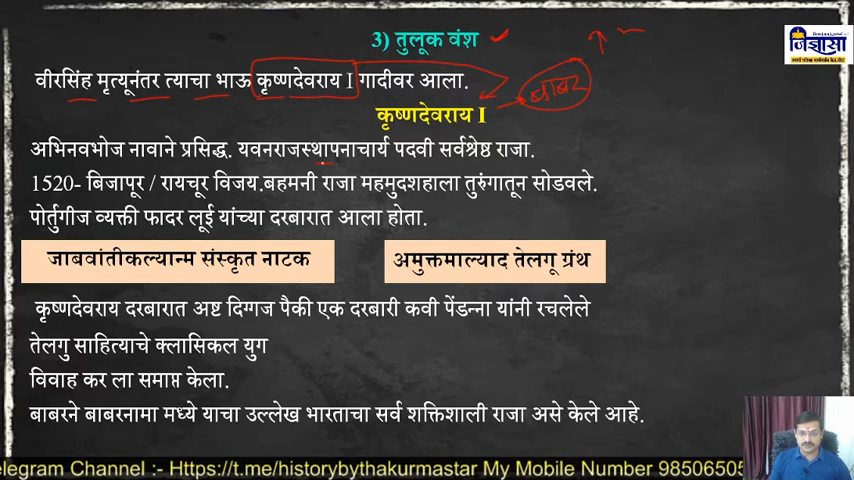 3) तुलूक वंश
जिज्ञासा
वीरसिंह मृत्यूनंतर त्याचा भाऊ कृष्णदेवराय I गादीवर आला.
बाबर
कृष्णदेवराय I
अभिनवभोज नावाने प्रसिद्ध. यवनराजस्थापनाचार्य पदवी सर्वश्रेष्ठ राजा.
1520- बिजापूर / रायचूर विजय.बहमनी राजा महमुदशहाला तुरुंगातून सोडवले.
पोर्तुगीज व्यक्ती फादर लूई यांच्या दरबारात आला होता.
जाबवांतीकल्यान्म संस्कृत नाटक
अमुक्तमाल्याद तेलगू ग्रंथ
कृष्णदेवराय दरबारात अष्ट दिग्गज पैकी एक दरबारी कवी पेंडन्ना यांनी रचलेले
तेलगु साहित्याचे क्लासिकल युग
विवाह कर ला समाप्त केला.
बाबरने बाबरनामा मध्ये याचा उल्लेख भारताचा सर्व शक्तिशाली राजा असे केले आहे.
elegram Channel :- Https://t.me/historybythakurmastar My Mobile Number 98506505